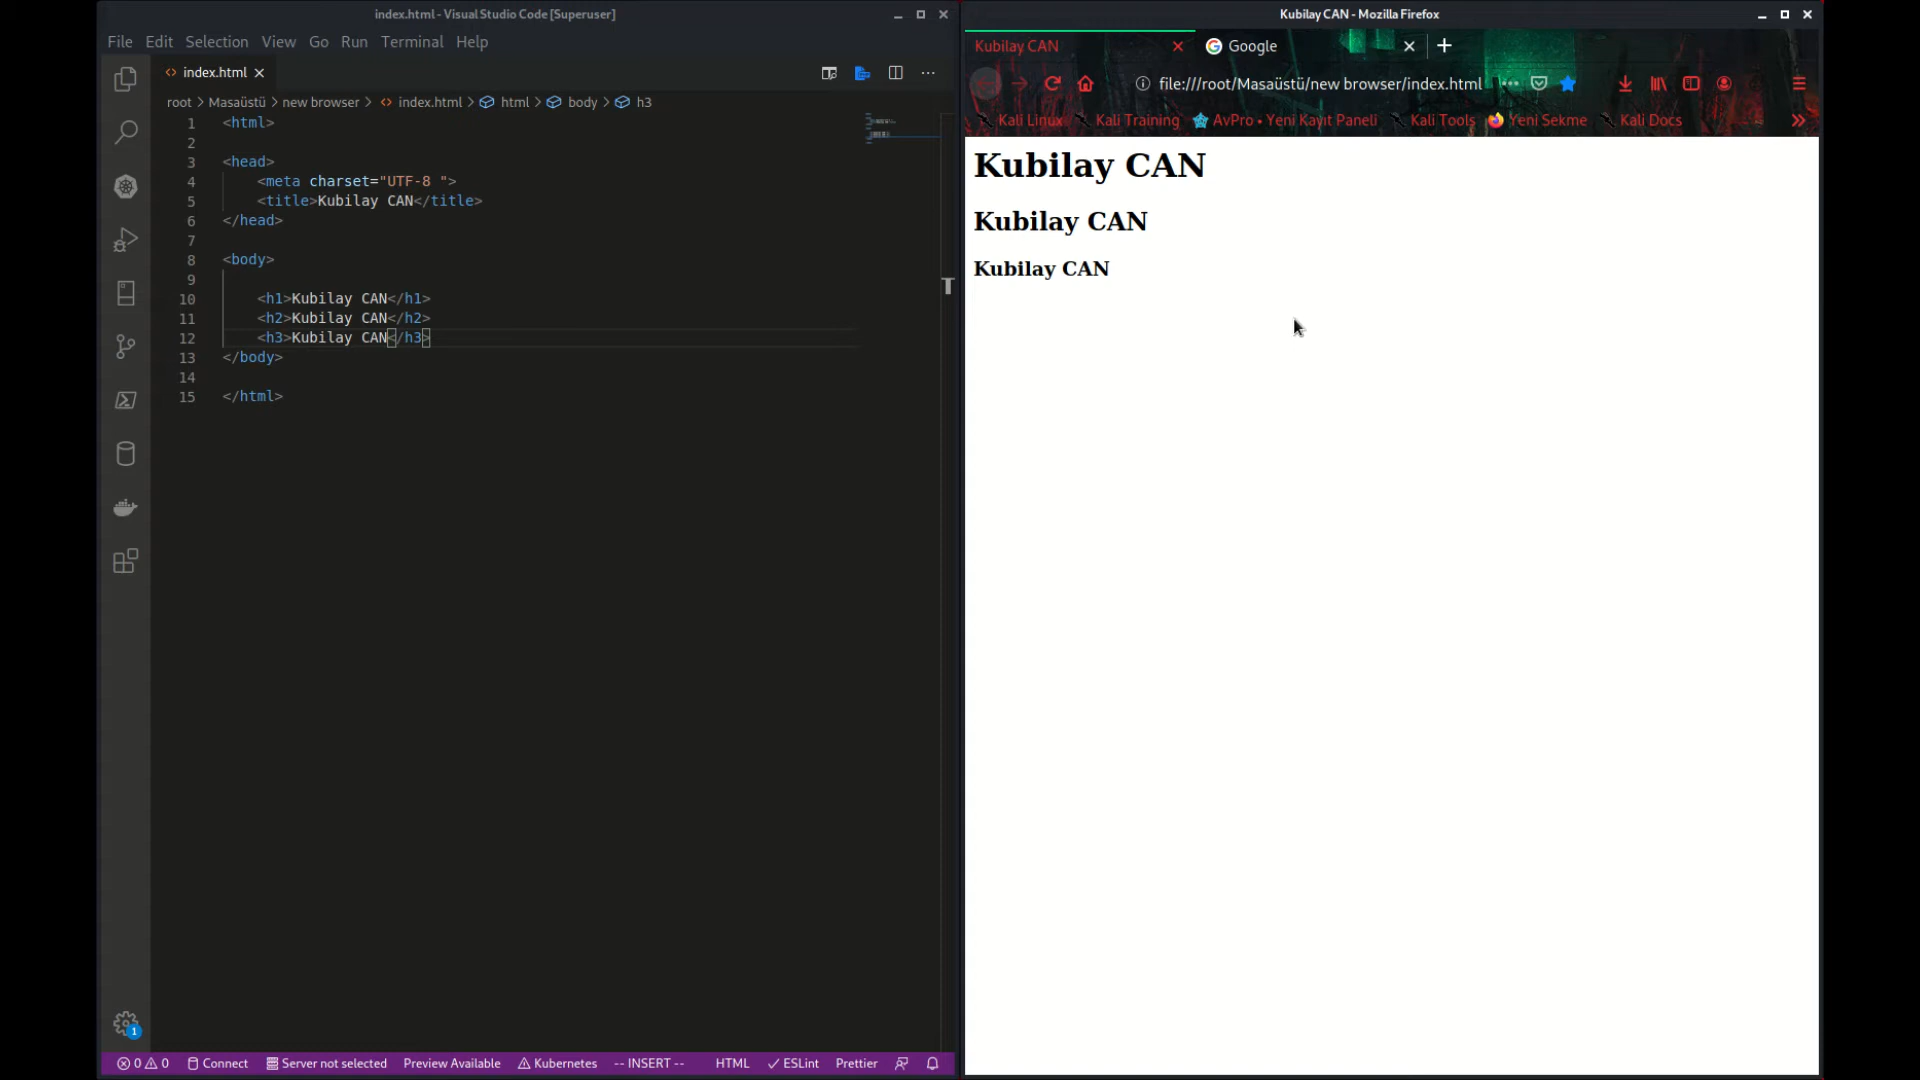 index.html - Visual Studio Code [Superuser]
File Edit Selection View Go Run Terminal Help
index.html
root > Masaüstü > new browser > index.html > html > body > h3
1 <html>
2
3 <head>
4 <meta charset="UTF-8 ">
5 <title>Kubilay CAN</title>
6 </head>
7
8 <body>
9
10 <h1>Kubilay CAN</h1>
11 <h2>Kubilay CAN</h2>
12 <h3>Kubilay CAN</h3>
13 </body>
14
15 </html>
1
0 0 Connect Server not selected Preview Available Kubernetes -- INSERT -- HTML ESLint Prettier
Kubilay CAN - Mozilla Firefox
Kubilay CAN Google
file:///root/Masaüstü/new browser/index.html
Kali Linux Kali Training AvPro • Yeni Kayıt Paneli Kali Tools Yeni Sekme Kali Docs
Kubilay CAN
Kubilay CAN
Kubilay CAN